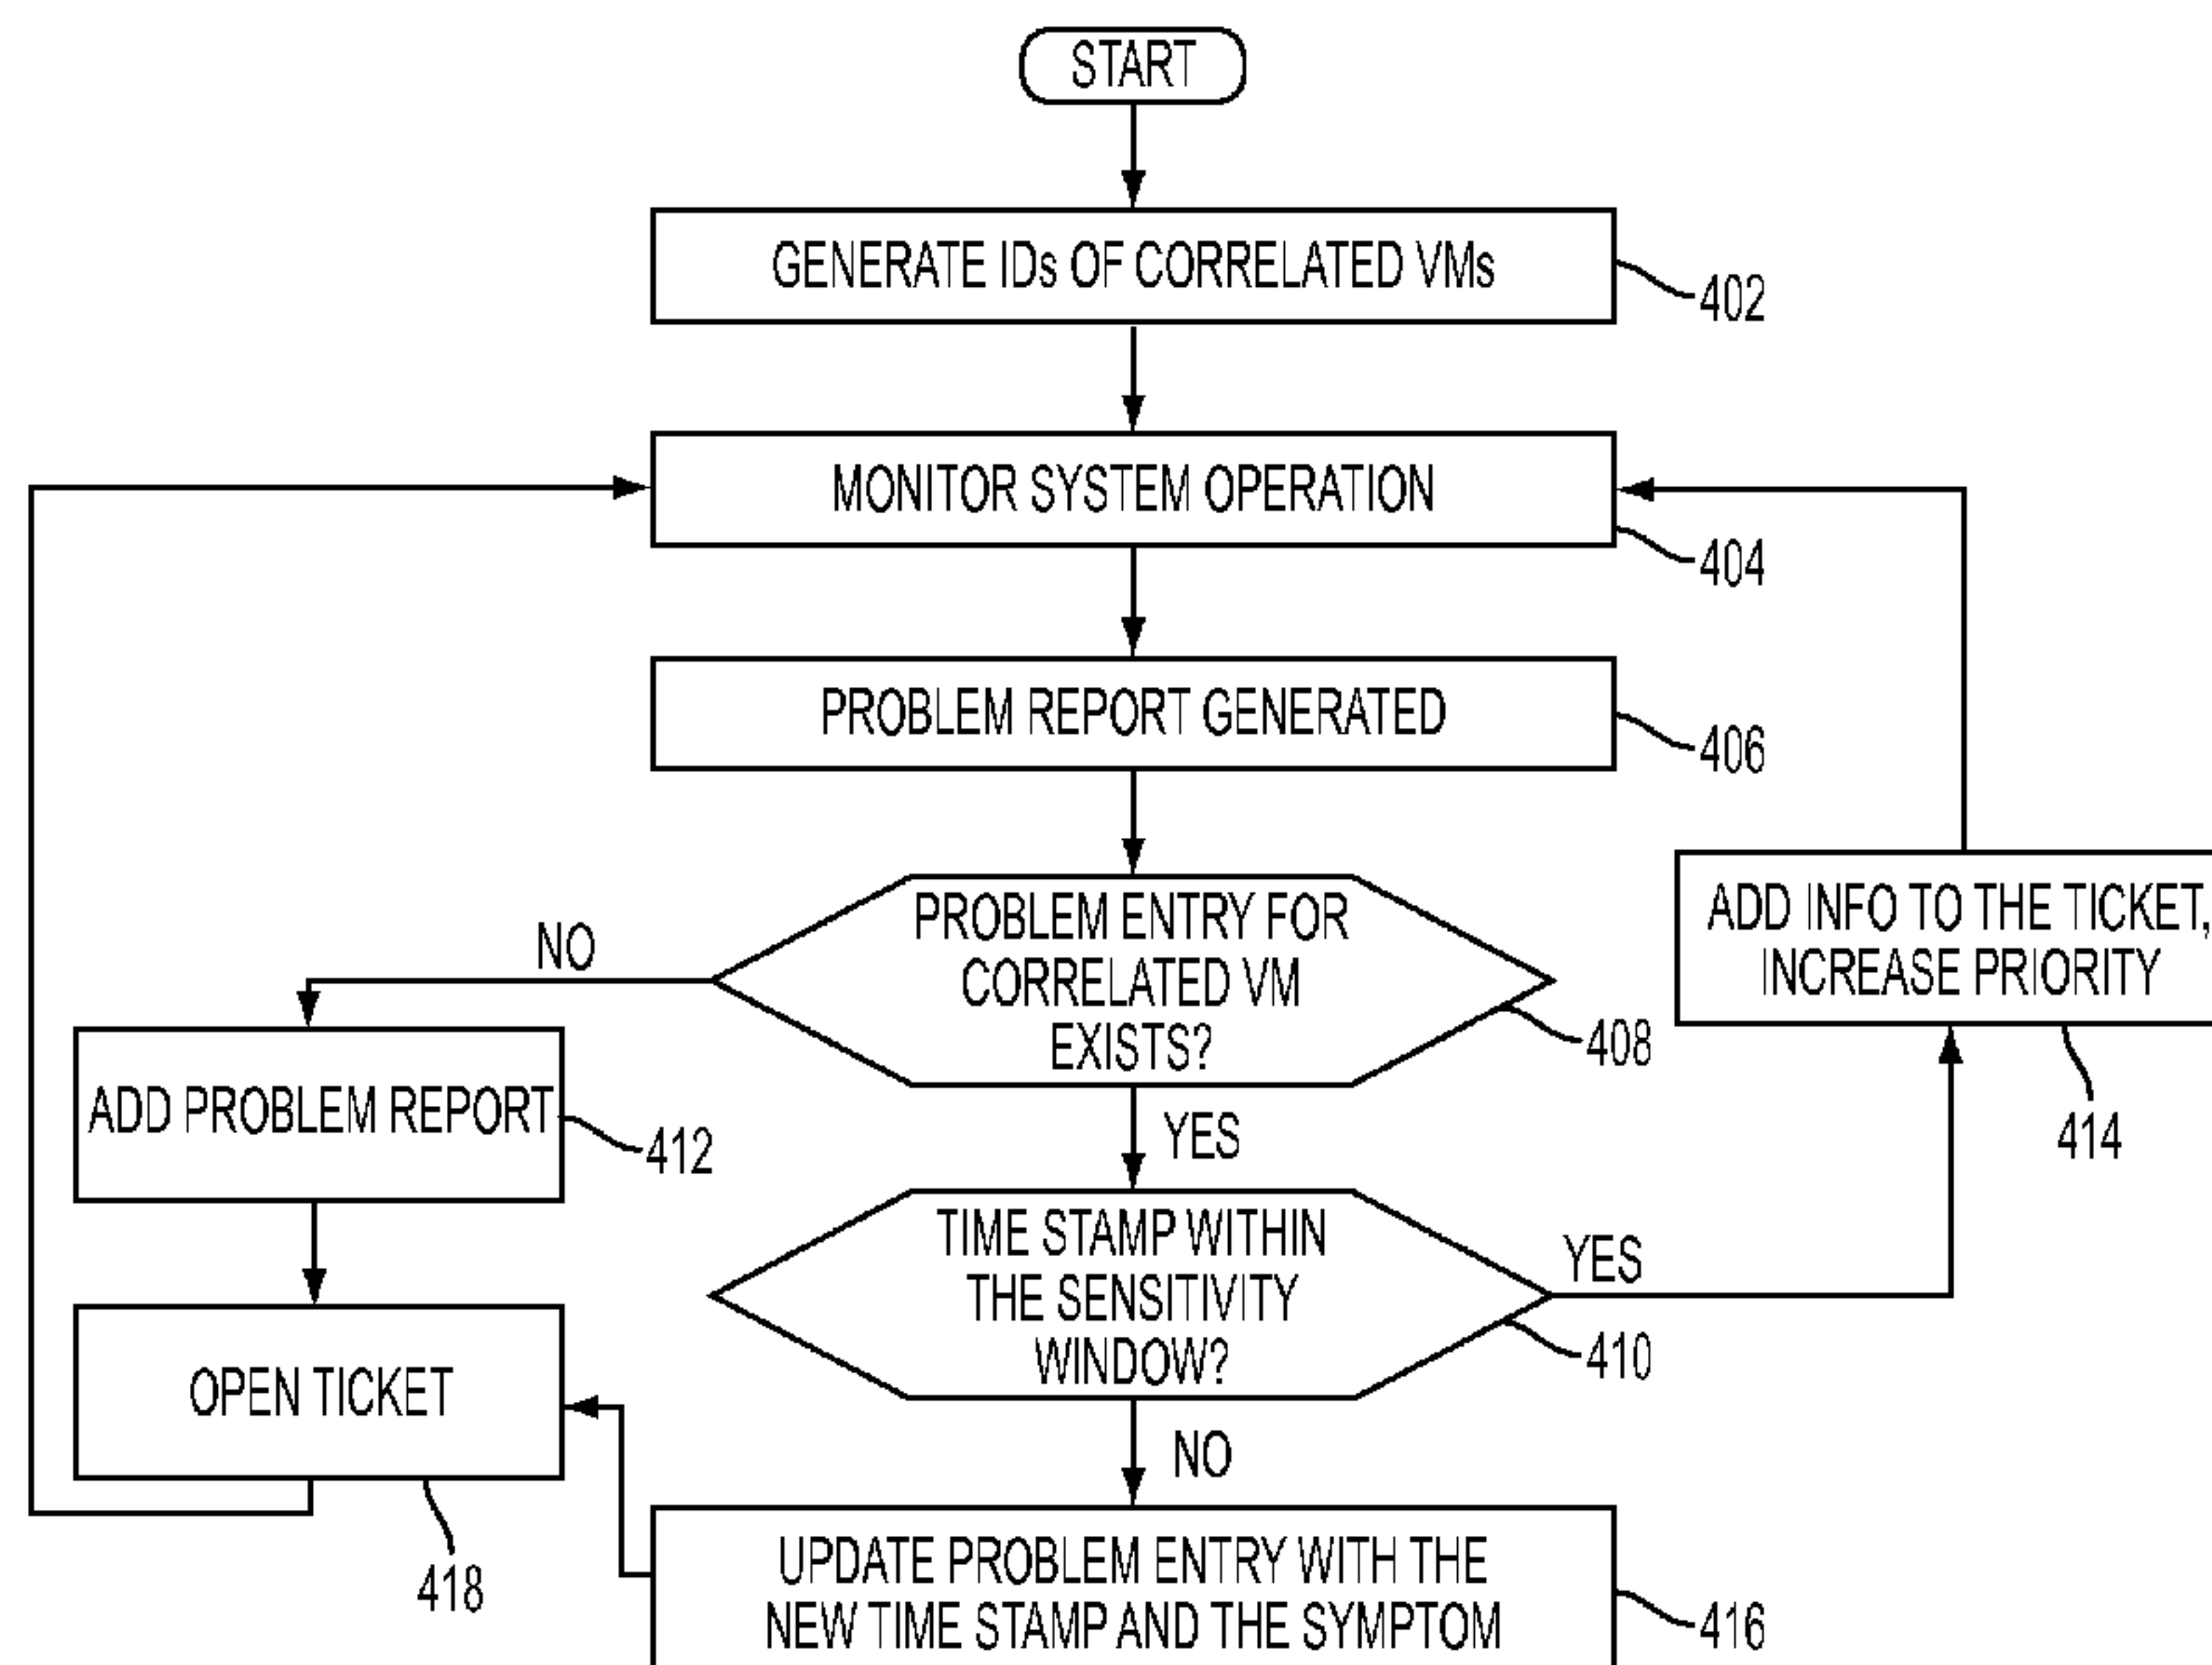 START
GENERATE IDs OF CORRELATED VMs
402
MONITOR SYSTEM OPERATION
404
PROBLEM REPORT GENERATED
406
PROBLEM ENTRY FOR
CORRELATED VM
EXISTS?
408
NO
YES
ADD INFO TO THE TICKET,
INCREASE PRIORITY
414
ADD PROBLEM REPORT
412
TIME STAMP WITHIN
THE SENSITIVITY
WINDOW?
410
YES
NO
OPEN TICKET
418
UPDATE PROBLEM ENTRY WITH THE
NEW TIME STAMP AND THE SYMPTOM
416